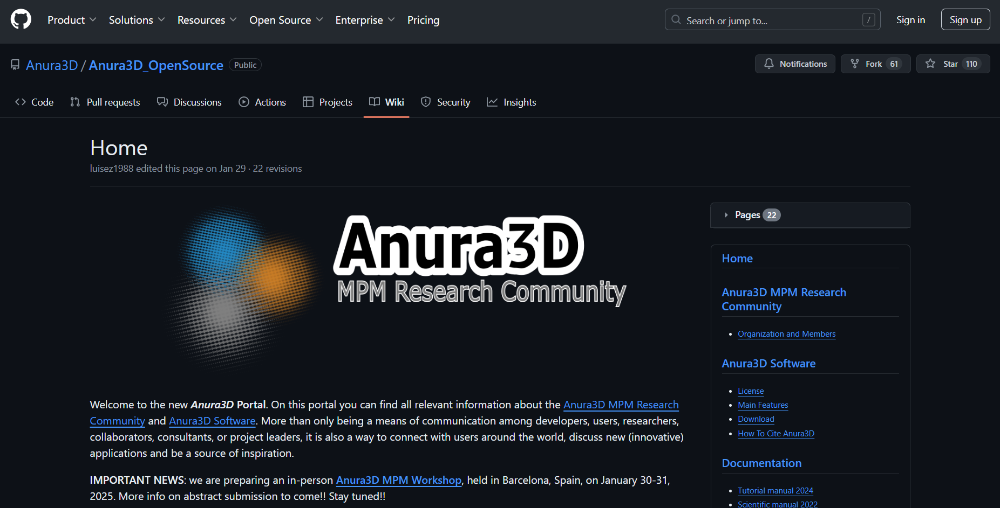 Product Solutions Resources Open Source Enterprise Pricing Search or jump to... / Sign in Sign up
Anura3D / Anura3D_OpenSource Public Notifications Fork 61 Star 110
Code Pull requests Discussions Actions Projects Wiki Security Insights
Home
luisez1988 edited this page on Jan 29 · 22 revisions
Anura3D
MPM Research Community
Welcome to the new Anura3D Portal. On this portal you can find all relevant information about the Anura3D MPM Research
Community and Anura3D Software. More than only being a means of communication among developers, users, researchers,
collaborators, consultants, or project leaders, it is also a way to connect with users around the world, discuss new (innovative)
applications and be a source of inspiration.
IMPORTANT NEWS: we are preparing an in-person Anura3D MPM Workshop, held in Barcelona, Spain, on January 30-31,
2025. More info on abstract submission to come!! Stay tuned!!
Pages 22
Home
Anura3D MPM Research
Community
Organization and Members
Anura3D Software
License
Main Features
Download
How To Cite Anura3D
Documentation
Tutorial manual 2024
Scientific manual 2022